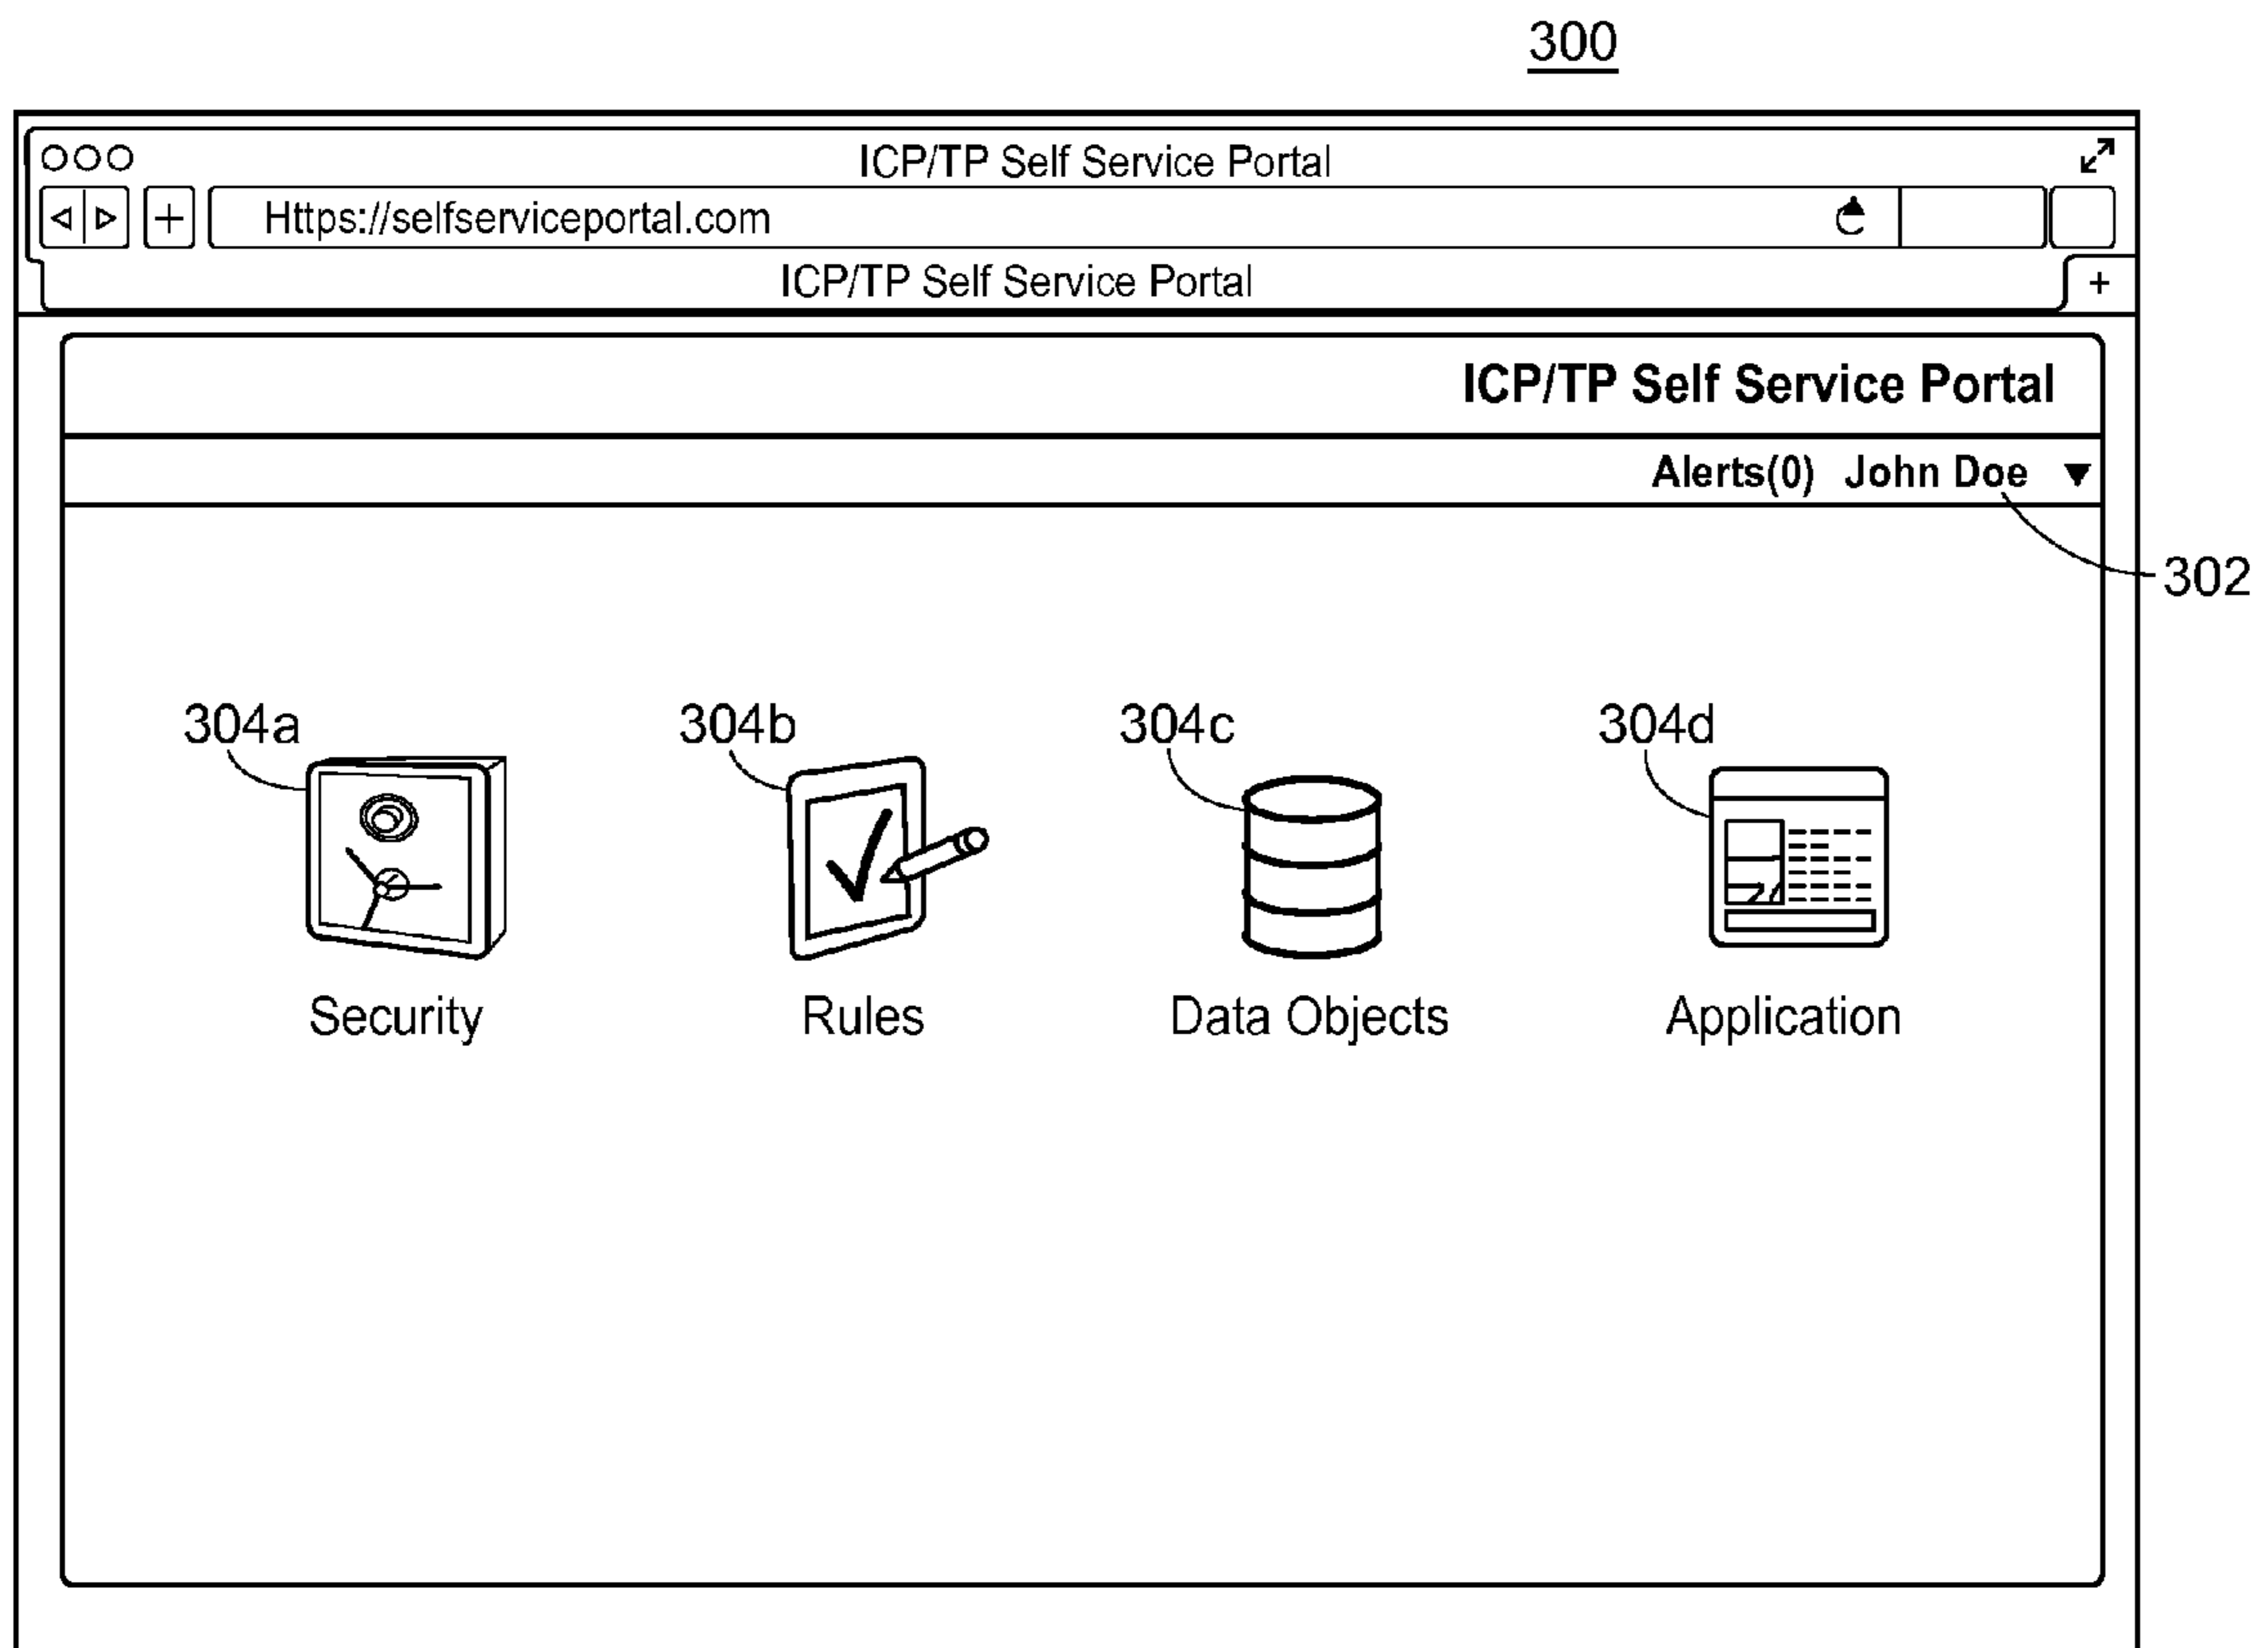 300
ICP/TP Self Service Portal
Https://selfserviceportal.com
ICP/TP Self Service Portal
ICP/TP Self Service Portal
Alerts(0) John Doe
302
304a 304b 304c 304d
Security Rules Data Objects Application